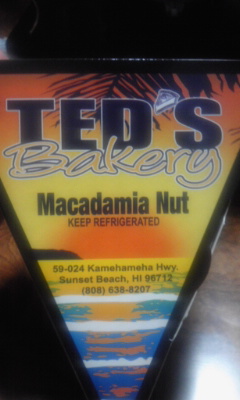 TED'S
Bakery
Macadamia Nut
KEEP REFRIGERATED
59-024 Kamehameha Hwy.
Sunset Beach, HI 96712
(808) 638-8207